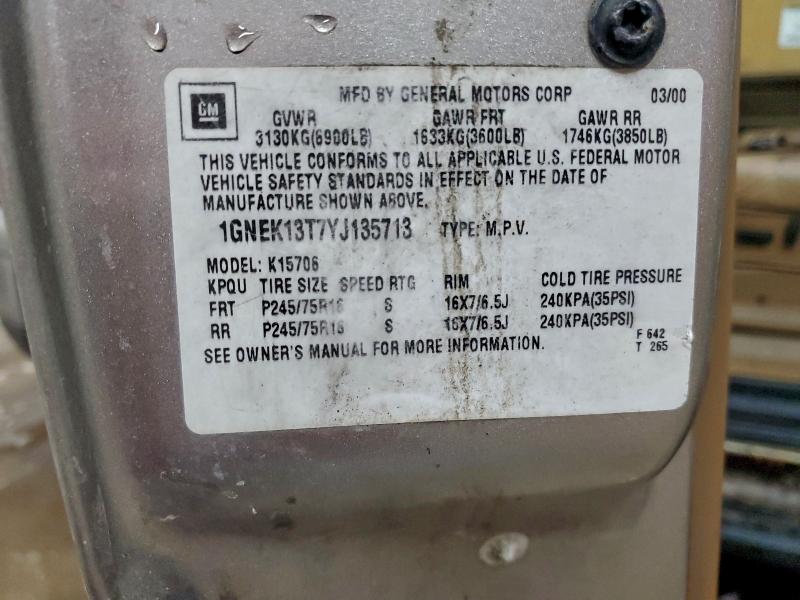 GM
MFD BY GENERAL MOTORS CORP 03/00
GVWR GAWR FRT GAWR RR
3130KG(6900LB) 1633KG(3600LB) 1746KG(3850LB)
THIS VEHICLE CONFORMS TO ALL APPLICABLE U.S. FEDERAL MOTOR
VEHICLE SAFETY STANDARDS IN EFFECT ON THE DATE OF
MANUFACTURE SHOWN ABOVE.
1GNEK13T7YJ135713 TYPE: M.P.V.
MODEL: K15706
KPQU TIRE SIZE SPEED RTG RIM COLD TIRE PRESSURE
FRT P245/75R16 S 16X7/6.5J 240KPA(35PSI)
RR P245/75R16 S 16X7/6.5J 240KPA(35PSI)
SEE OWNER'S MANUAL FOR MORE INFORMATION.
F 642
T 265